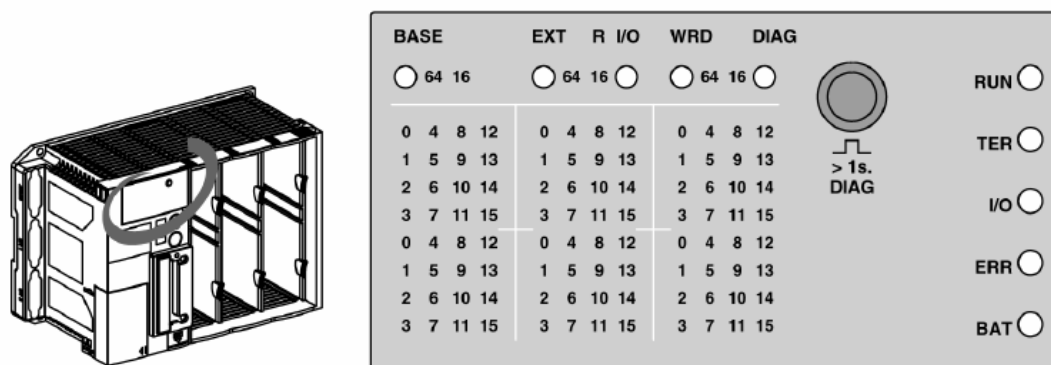 BASE EXT R I/O WRD DIAG
64 16 64 16 64 16
0 4 8 12 0 4 8 12 0 4 8 12
1 5 9 13 1 5 9 13 1 5 9 13
2 6 10 14 2 6 10 14 2 6 10 14
3 7 11 15 3 7 11 15 3 7 11 15
0 4 8 12 0 4 8 12 0 4 8 12
1 5 9 13 1 5 9 13 1 5 9 13
2 6 10 14 2 6 10 14 2 6 10 14
3 7 11 15 3 7 11 15 3 7 11 15
> 1s.
DIAG
RUN
TER
I/O
ERR
BAT